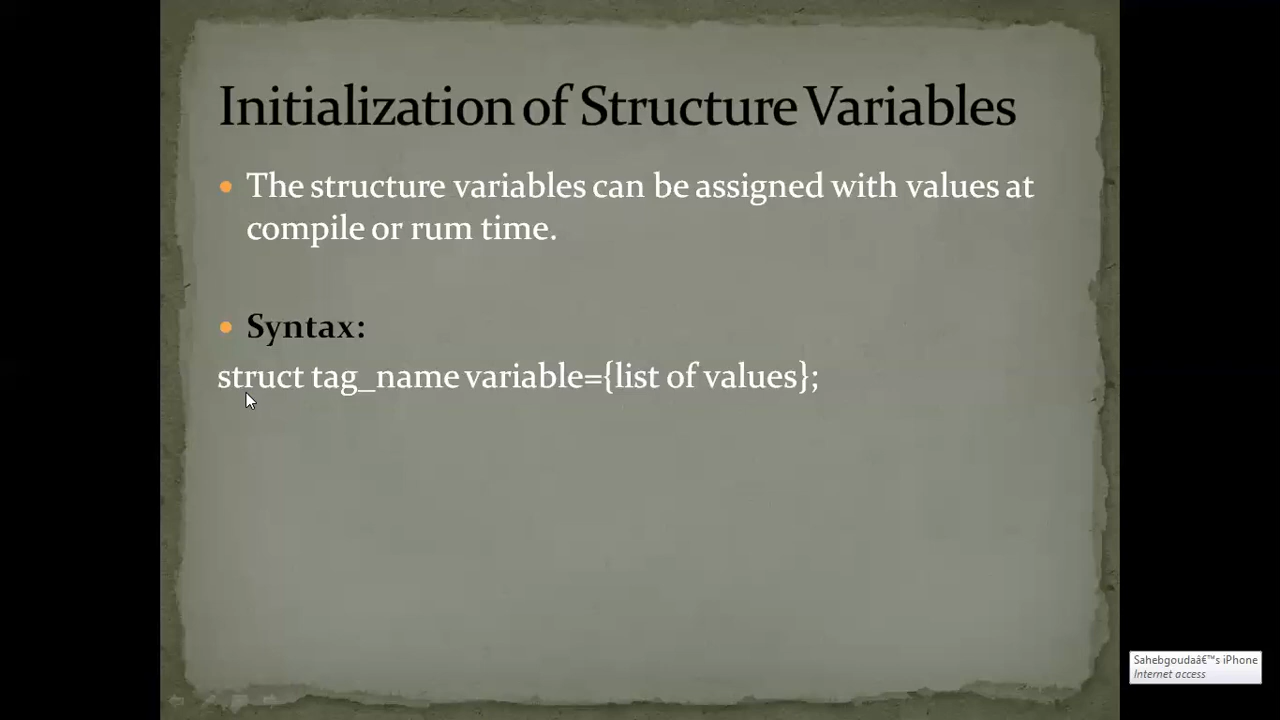 Initialization of Structure Variables
The structure variables can be assigned with values at
compile or rum time.
Syntax:
struct tag_name variable={list of values};
Sahebgoudaâ€™s iPhone
Internet access